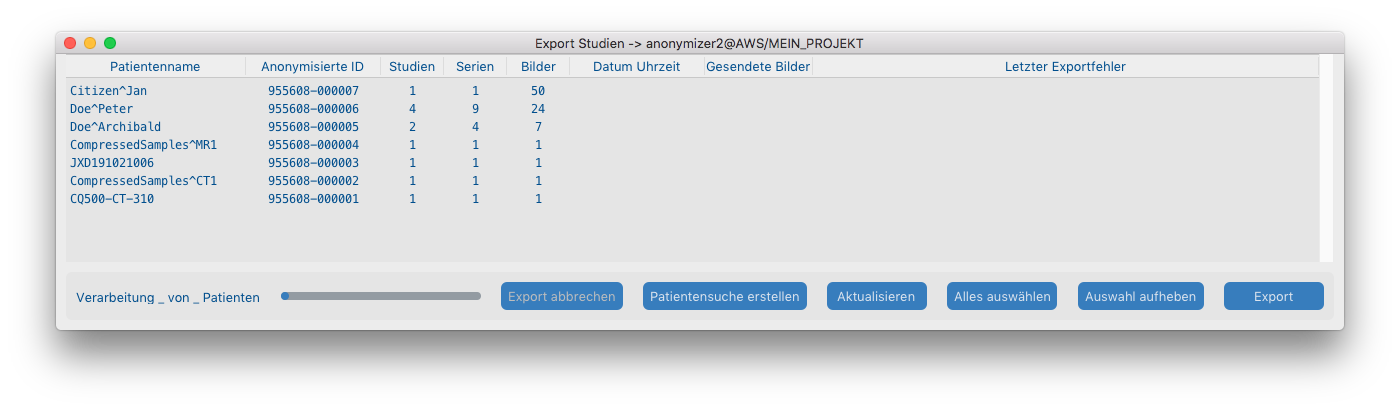 Export Studien -> anonymizer2@AWS/MEIN_PROJEKT
Patientenname Anonymisierte ID Studien Serien Bilder Datum Uhrzeit Gesendete Bilder Letzter Exportfehler
Citizen^Jan 955608-000007 1 1 50
Doe^Peter 955608-000006 4 9 24
Doe^Archibald 955608-000005 2 4 7
CompressedSamples^MR1 955608-000004 1 1 1
JXD191021006 955608-000003 1 1 1
CompressedSamples^CT1 955608-000002 1 1 1
CQ500-CT-310 955608-000001 1 1 1
Verarbeitung _ von _ Patienten Export abbrechen Patientensuche erstellen Aktualisieren Alles auswählen Auswahl aufheben Export